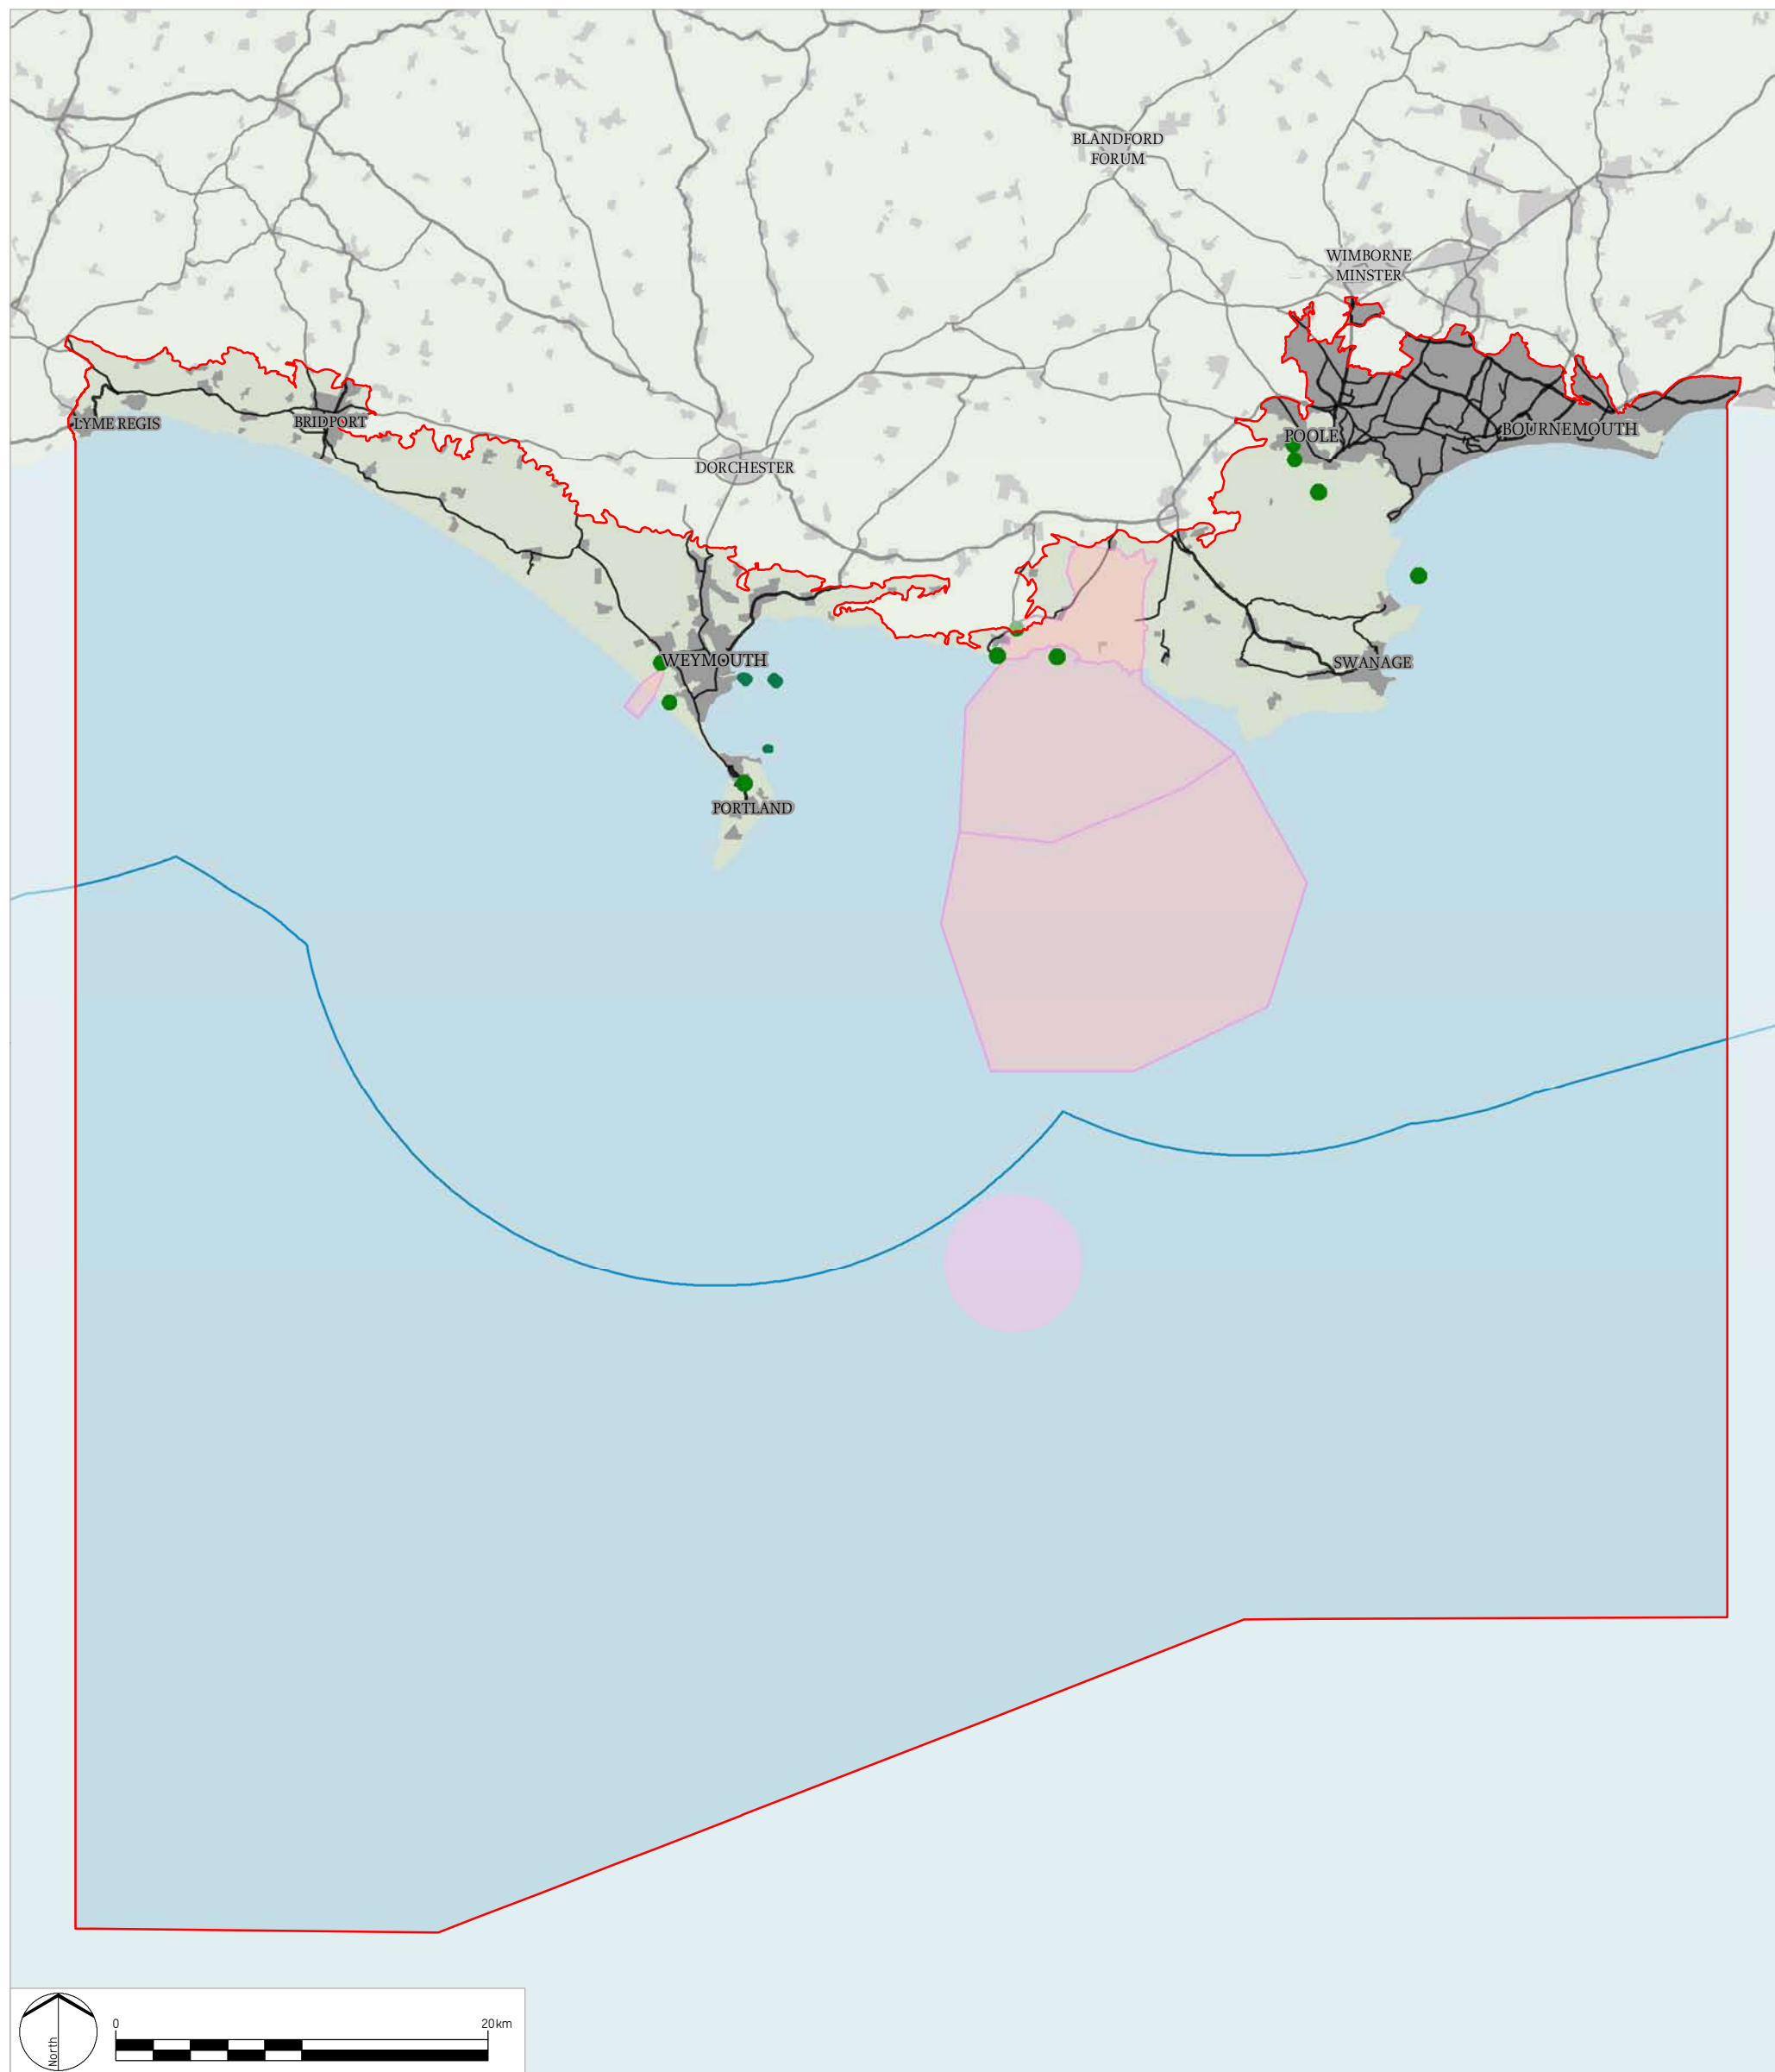 BLANDFORD
FORUM
WIMBORNE
MINSTER
LYME REGIS
BRIDPORT
POOLE
BOURNEMOUTH
DORCHESTER
WEYMOUTH
SWANAGE
PORTLAND
North
0
20km